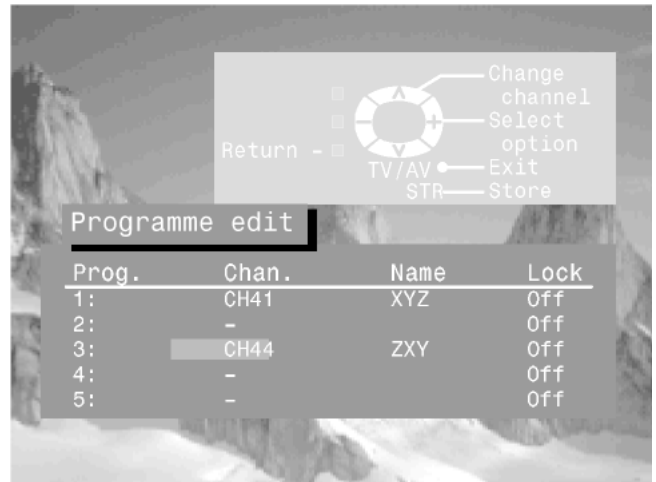 Change
channel
Select
option
Return -
TV/AV
Exit
STR
Store
Programme edit
Prog. Chan. Name Lock
1: CH41 XYZ Off
2: - Off
3: CH44 ZXY Off
4: - Off
5: - Off